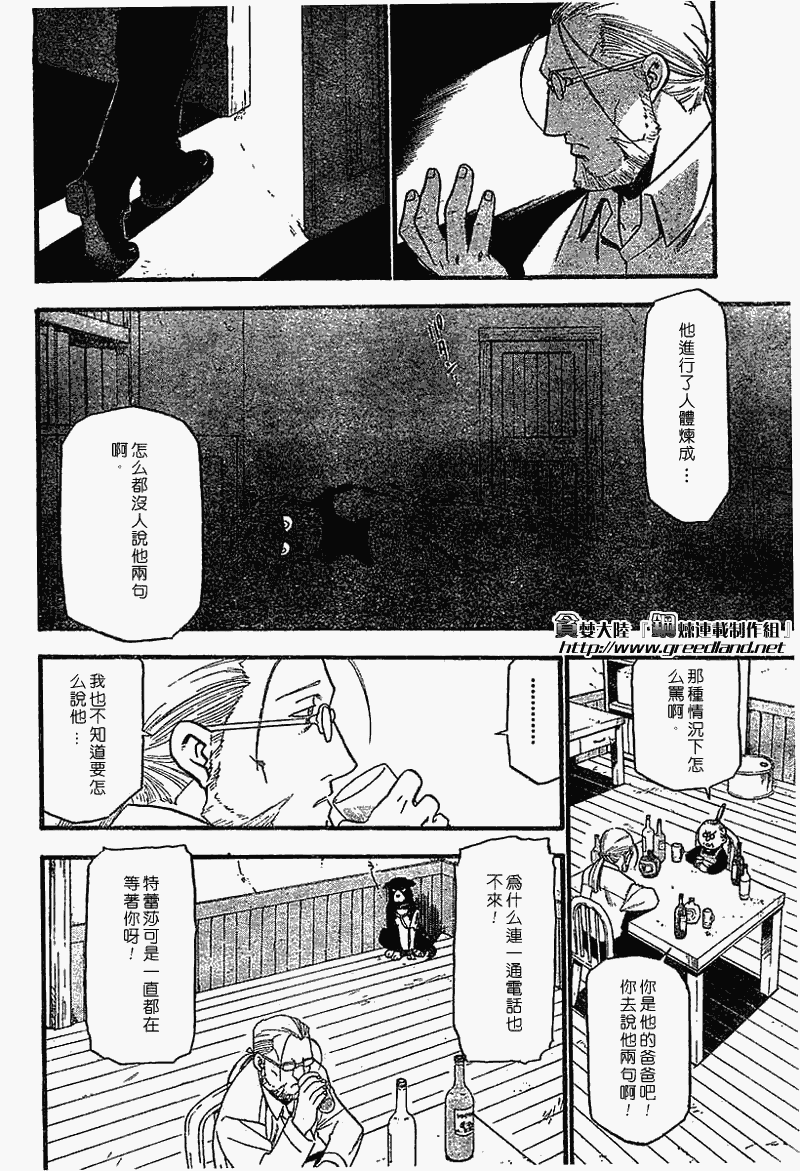 他進行了人體煉成…
怎么都沒人說他兩句
啊。
貪婪大陸『鋼煉連載制作組』
http://www.greedland.net
那種情況下怎
么罵啊。
…………
我也不知道要怎
么說他…
你是他的爸爸吧！
你去說他兩句啊！
為什么連一通電話也
不來！
特蕾莎可是一直都在
等著你呀！